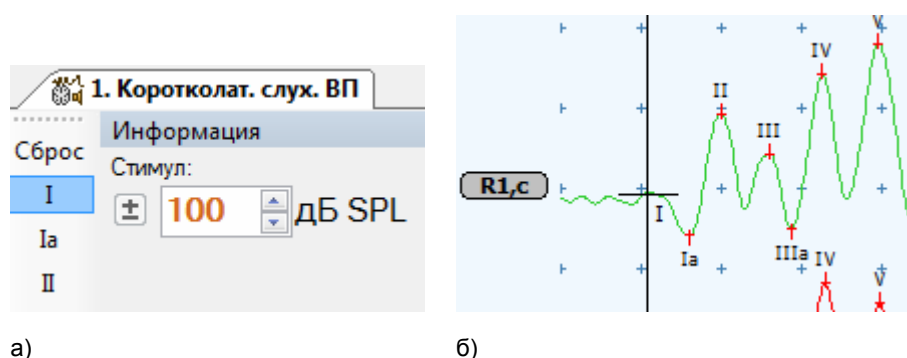 1. Коротколат. слух. ВП
Сброс
I
Ia
II
Информация
Стимул:
± 100 дБ SPL
R1,c
I
Ia
II
III
IIIa
IV
V
IV
V
а)
б)